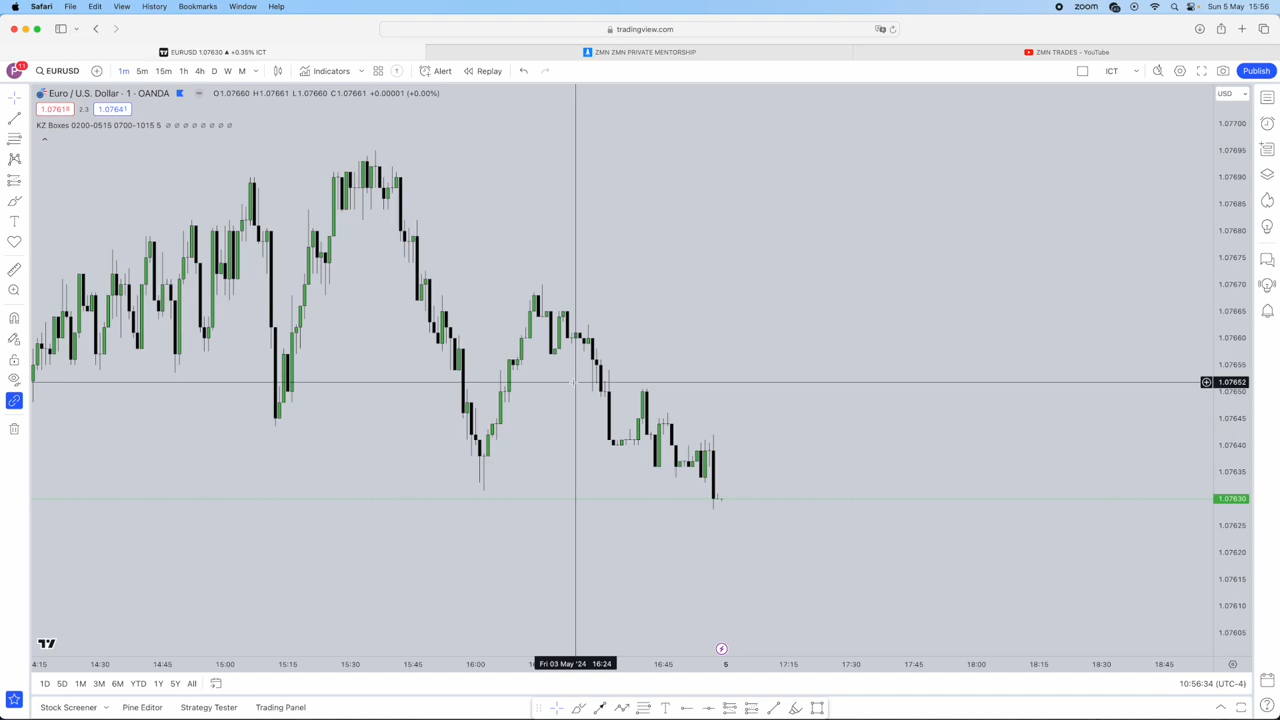 Safari File Edit View History Bookmarks Window Help zoom Sun 5 May 15:56
tradingview.com
EURUSD 1.07630 ▲ +0.35% ICT
ZMN ZMN PRIVATE MENTORSHIP
ZMN TRADES - YouTube
P 11 EURUSD 1m 5m 15m 1h 4h D W M Indicators T Alert Replay ICT Publish
Euro / U.S. Dollar · 1 · OANDA O1.07660 H1.07661 L1.07660 C1.07661 +0.00001 (+0.00%) USD
1.07618 2.3 1.07641
KZ Boxes 0200-0515 0700-1015 5 ∅ ∅ ∅ ∅ ∅ ∅ ∅ ∅
1.07700
1.07695
1.07690
1.07685
1.07680
1.07675
1.07670
1.07665
1.07660
1.07655
1.07652
1.07650
1.07645
1.07640
1.07635
1.07630
1.07625
1.07620
1.07615
1.07610
1.07605
4:15 14:30 14:45 15:00 15:15 15:30 15:45 16:00 Fri 03 May '24 16:24 16:45 5 17:15 17:30 17:45 18:00 18:15 18:30 18:45
1D 5D 1M 3M 6M YTD 1Y 5Y All 10:56:34 (UTC-4)
Stock Screener Pine Editor Strategy Tester Trading Panel